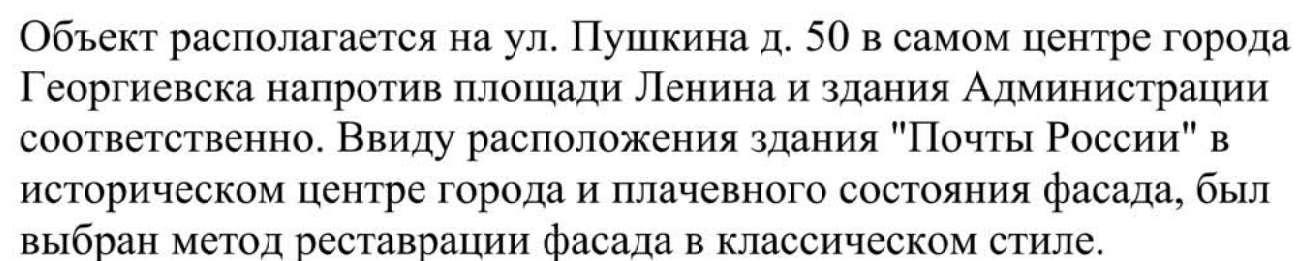 Объект располагается на ул. Пушкина д. 50 в самом центре города
Георгиевска напротив площади Ленина и здания Администрации
соответственно. Ввиду расположения здания "Почты России" в
историческом центре города и плачевного состояния фасада, был
выбран метод реставрации фасада в классическом стиле.